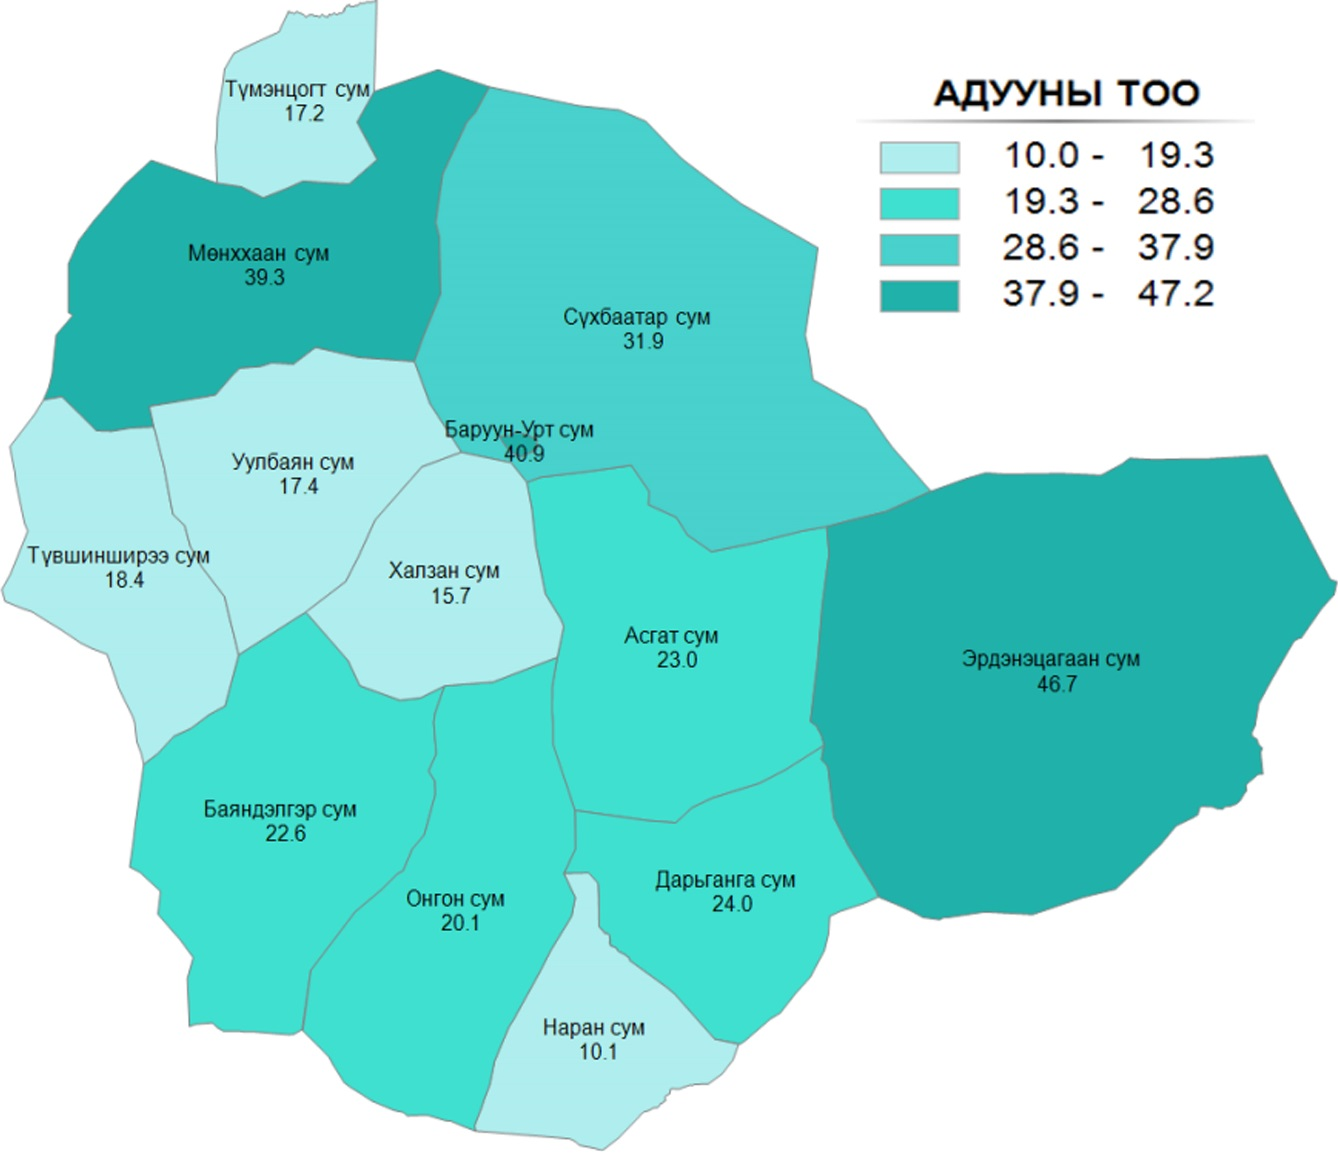 Түмэнцогт сум
17.2
АДУУНЫ ТОО
10.0 - 19.3
19.3 - 28.6
28.6 - 37.9
37.9 - 47.2
Мөнххаан сум
39.3
Сүхбаатар сум
31.9
Баруун-Урт сум
40.9
Уулбаян сум
17.4
Түвшинширээ сум
18.4
Халзан сум
15.7
Асгат сум
23.0
Эрдэнэцагаан сум
46.7
Баяндэлгэр сум
22.6
Онгон сум
20.1
Дарьганга сум
24.0
Наран сум
10.1